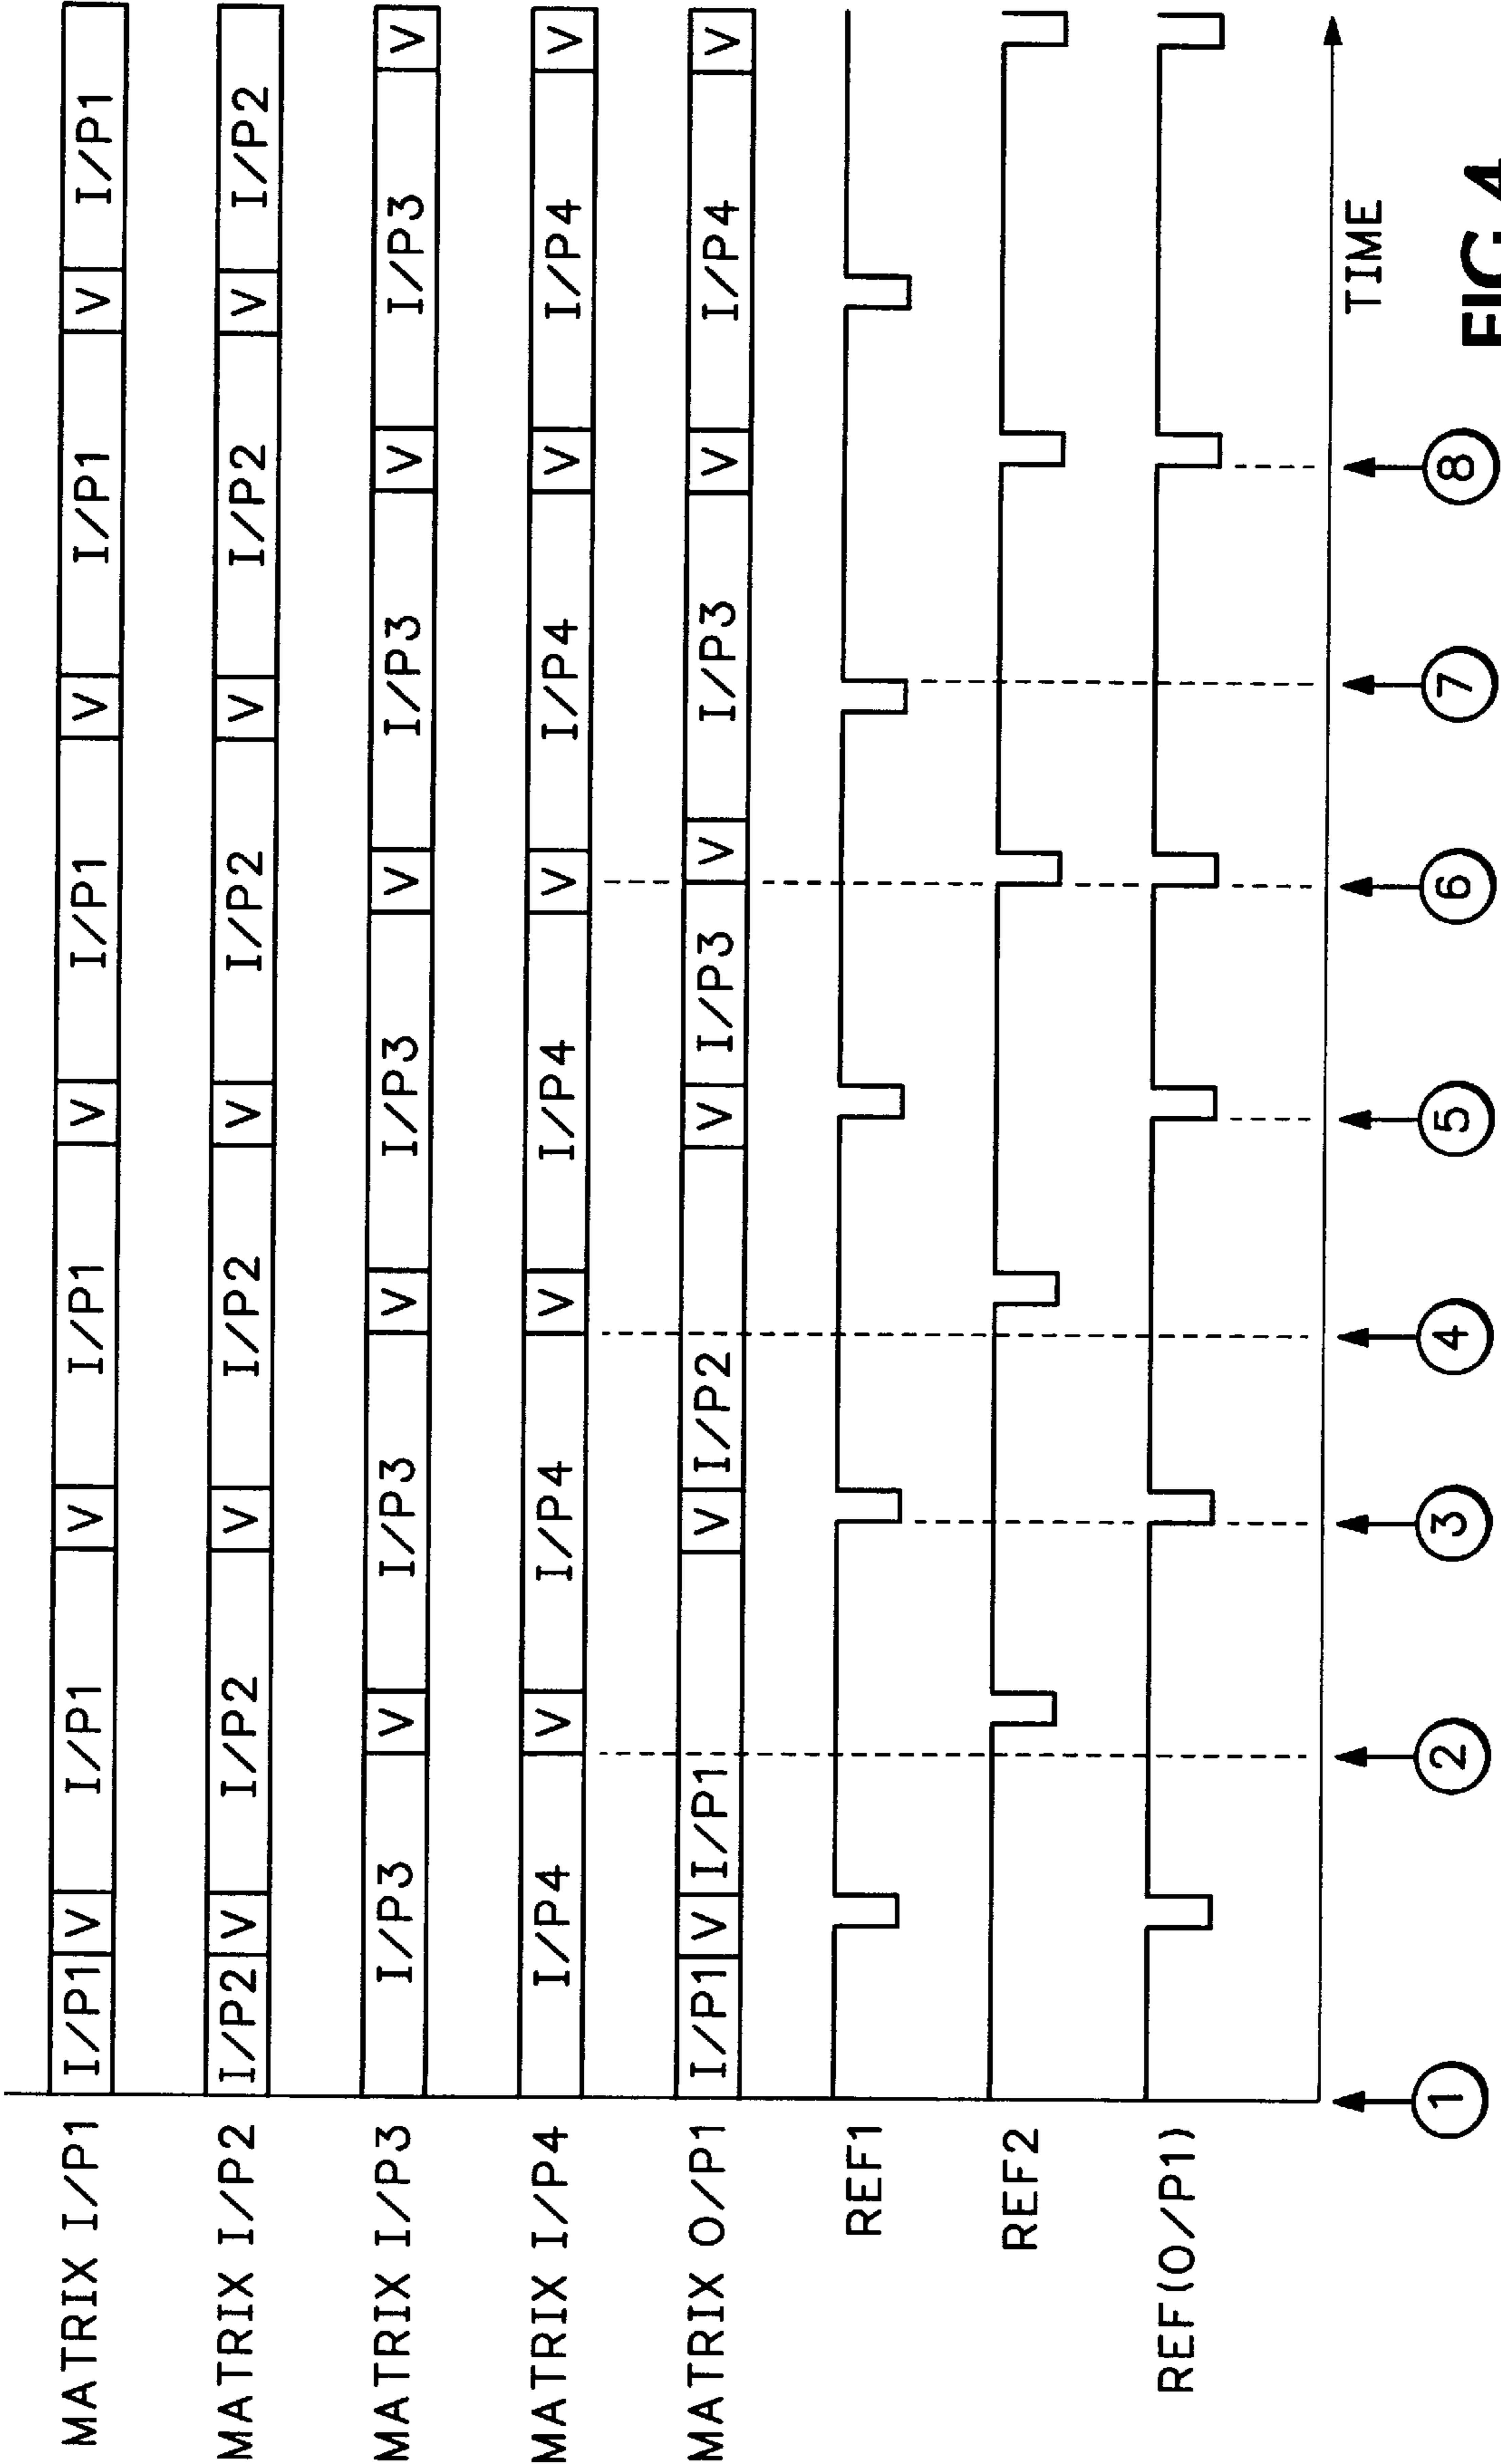 MATRIX I/P1 I/P1 V I/P1 V I/P1 V I/P1 V I/P1 V I/P1
MATRIX I/P2 I/P2 V I/P2 V I/P2 V I/P2 V I/P2 V I/P2
MATRIX I/P3 I/P3 V I/P3 V I/P3 V I/P3 V I/P3 V
MATRIX I/P4 I/P4 V I/P4 V I/P4 V I/P4 V I/P4 V
MATRIX O/P1 I/P1 V I/P1 V I/P2 V I/P3 V I/P3 V I/P4 V
REF1
REF2
REF(O/P1)
TIME
1 2 3 4 5 6 7 8
FIG.4